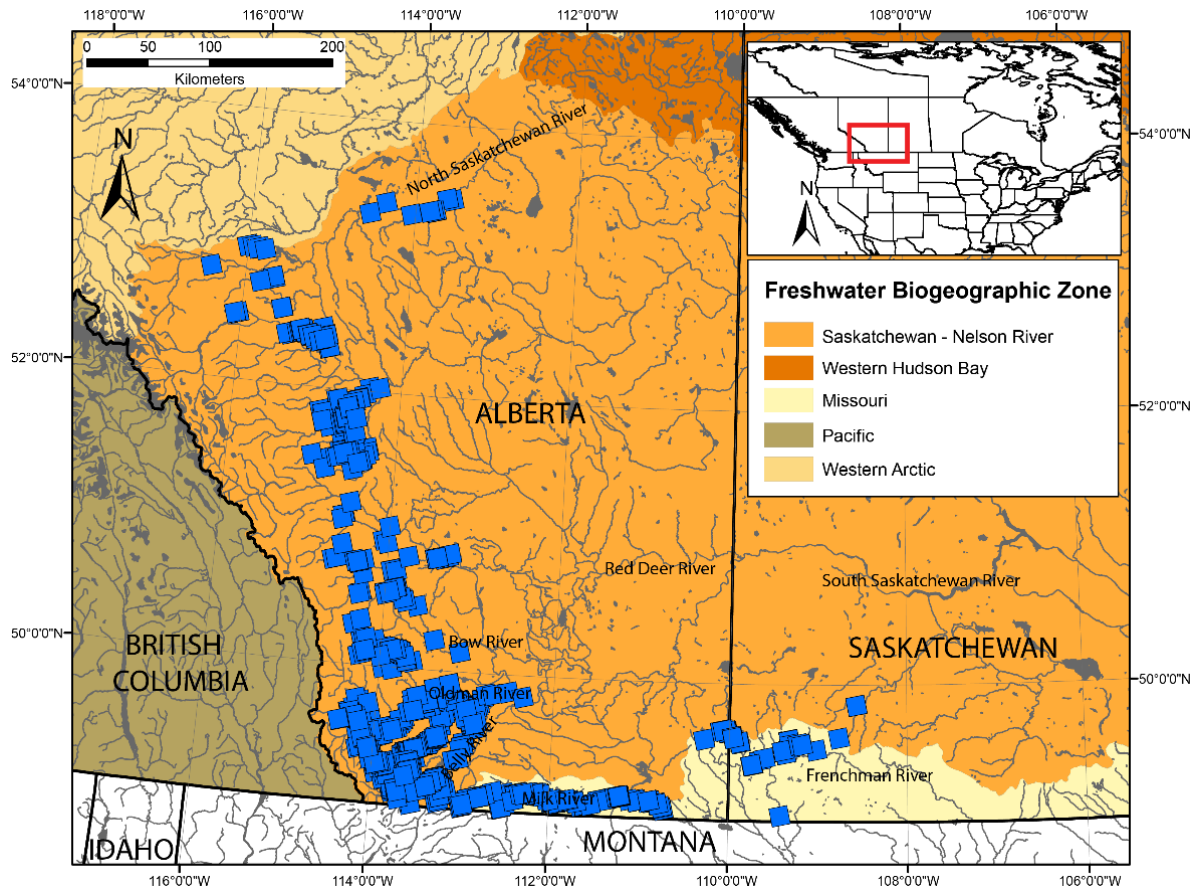 118°0'0"W 116°0'0"W 114°0'0"W 112°0'0"W 110°0'0"W 108°0'0"W 106°0'0"W
0 50 100 200
Kilometers
54°0'0"N
54°0'0"N
N
N
North Saskatchewan River
Freshwater Biogeographic Zone
Saskatchewan - Nelson River
Western Hudson Bay
Missouri
Pacific
Western Arctic
52°0'0"N
52°0'0"N
ALBERTA
Red Deer River
South Saskatchewan River
50°0'0"N
50°0'0"N
BRITISH
COLUMBIA
Bow River
SASKATCHEWAN
Oldman River
Belly River
Frenchman River
Milk River
MONTANA
IDAHO
116°0'0"W 114°0'0"W 112°0'0"W 110°0'0"W 108°0'0"W 106°0'0"W